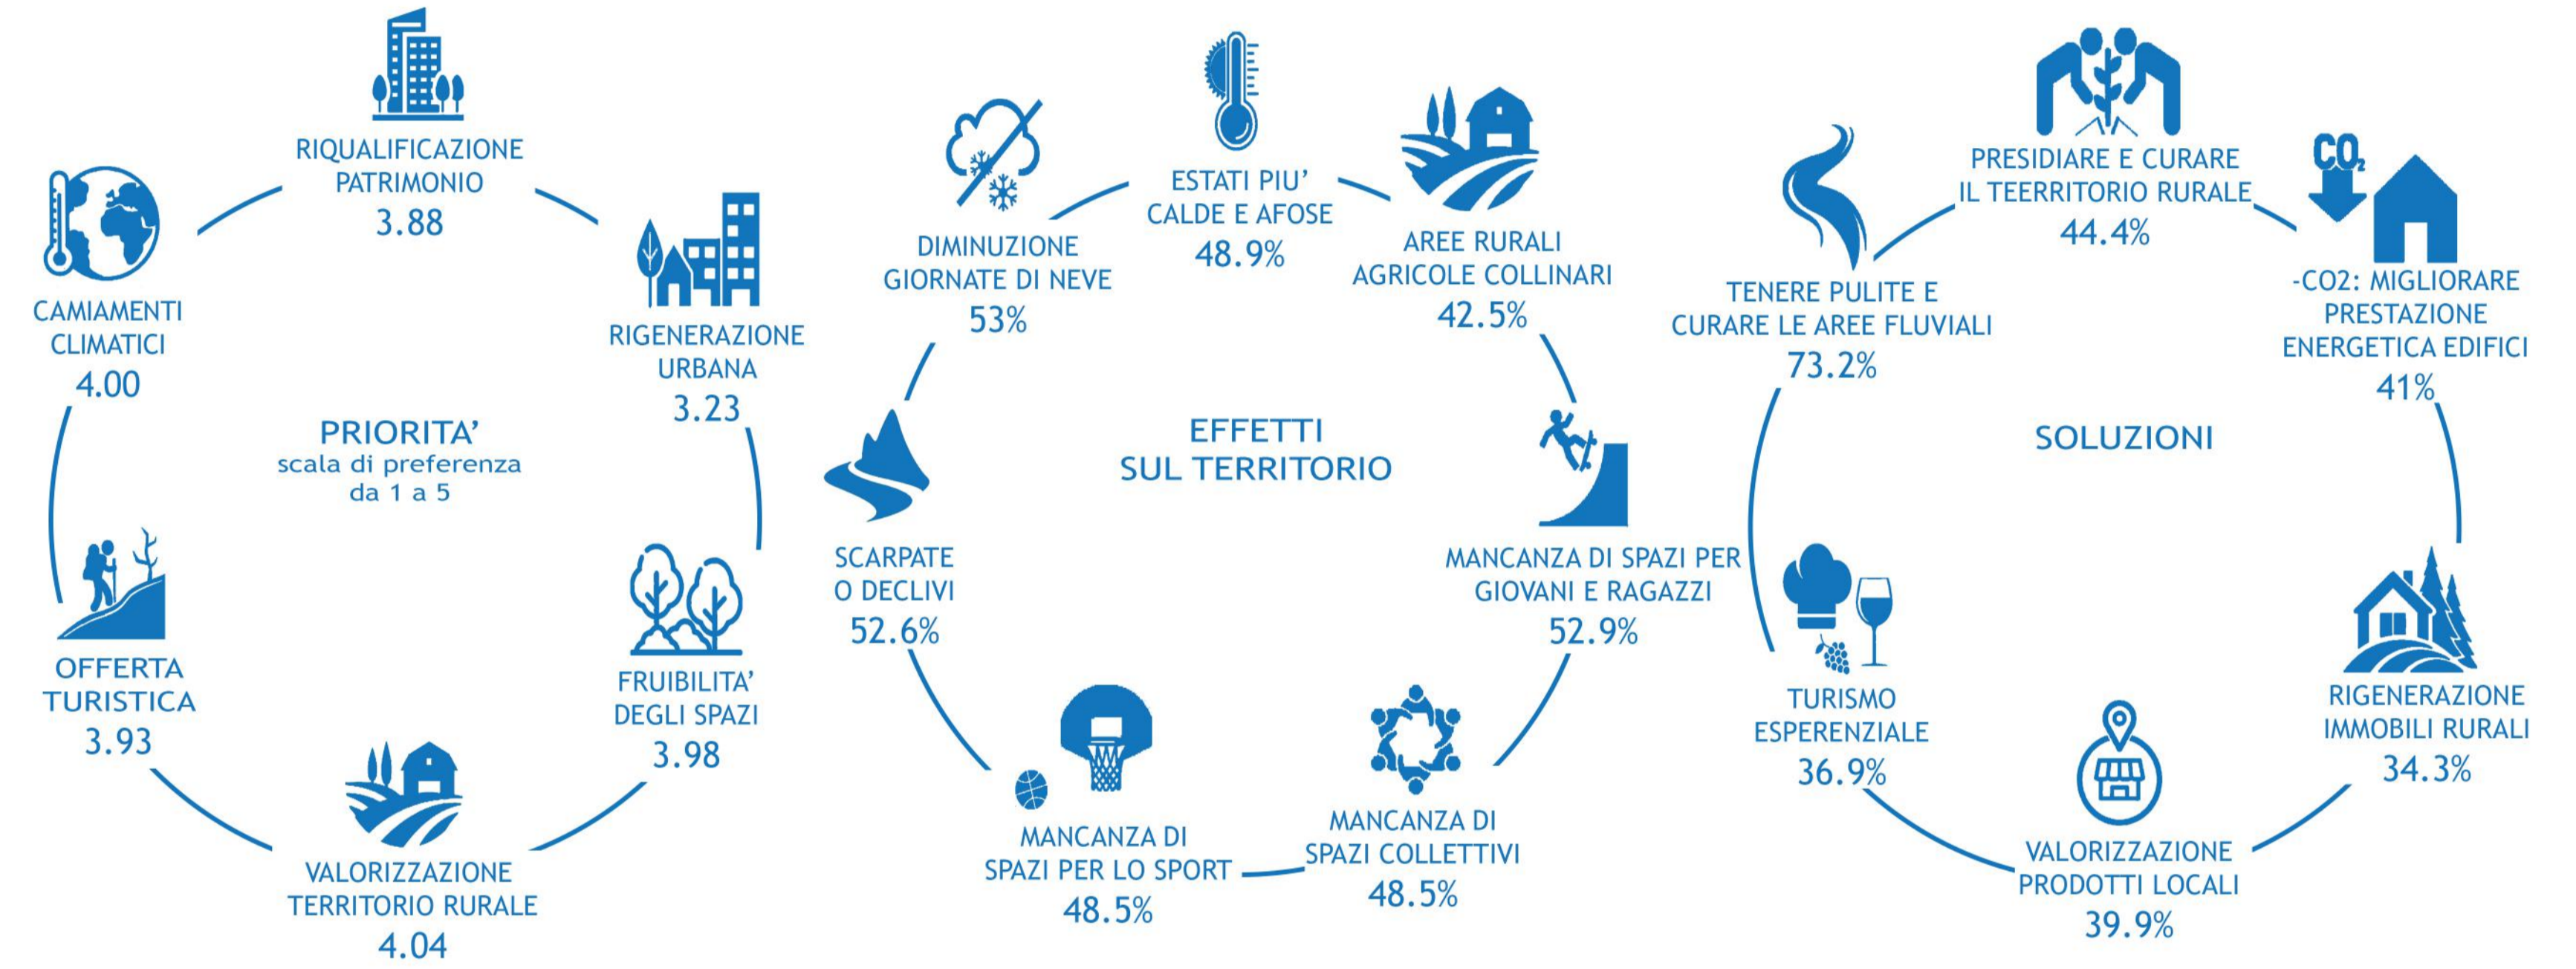 PRIORITA'
scala di preferenza
da 1 a 5
RIQUALIFICAZIONE
PATRIMONIO
3.88
RIGENERAZIONE
URBANA
3.23
FRUIBILITA'
DEGLI SPAZI
3.98
VALORIZZAZIONE
TERRITORIO RURALE
4.04
OFFERTA
TURISTICA
3.93
CAMIAMENTI
CLIMATICI
4.00
EFFETTI
SUL TERRITORIO
ESTATI PIU'
CALDE E AFOSE
48.9%
AREE RURALI
AGRICOLE COLLINARI
42.5%
MANCANZA DI SPAZI PER
GIOVANI E RAGAZZI
52.9%
MANCANZA DI
SPAZI COLLETTIVI
48.5%
MANCANZA DI
SPAZI PER LO SPORT
48.5%
SCARPATE
O DECLIVI
52.6%
DIMINUZIONE
GIORNATE DI NEVE
53%
SOLUZIONI
PRESIDIARE E CURARE
IL TEERRITORIO RURALE
44.4%
CO2
-CO2: MIGLIORARE
PRESTAZIONE
ENERGETICA EDIFICI
41%
RIGENERAZIONE
IMMOBILI RURALI
34.3%
VALORIZZAZIONE
PRODOTTI LOCALI
39.9%
TURISMO
ESPERENZIALE
36.9%
TENERE PULITE E
CURARE LE AREE FLUVIALI
73.2%